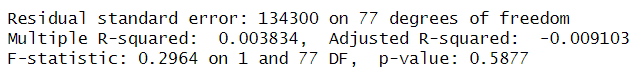 Residual standard error: 134300 on 77 degrees of freedom
Multiple R-squared:  0.003834,  Adjusted R-squared:  -0.009103
F-statistic: 0.2964 on 1 and 77 DF,  p-value: 0.5877